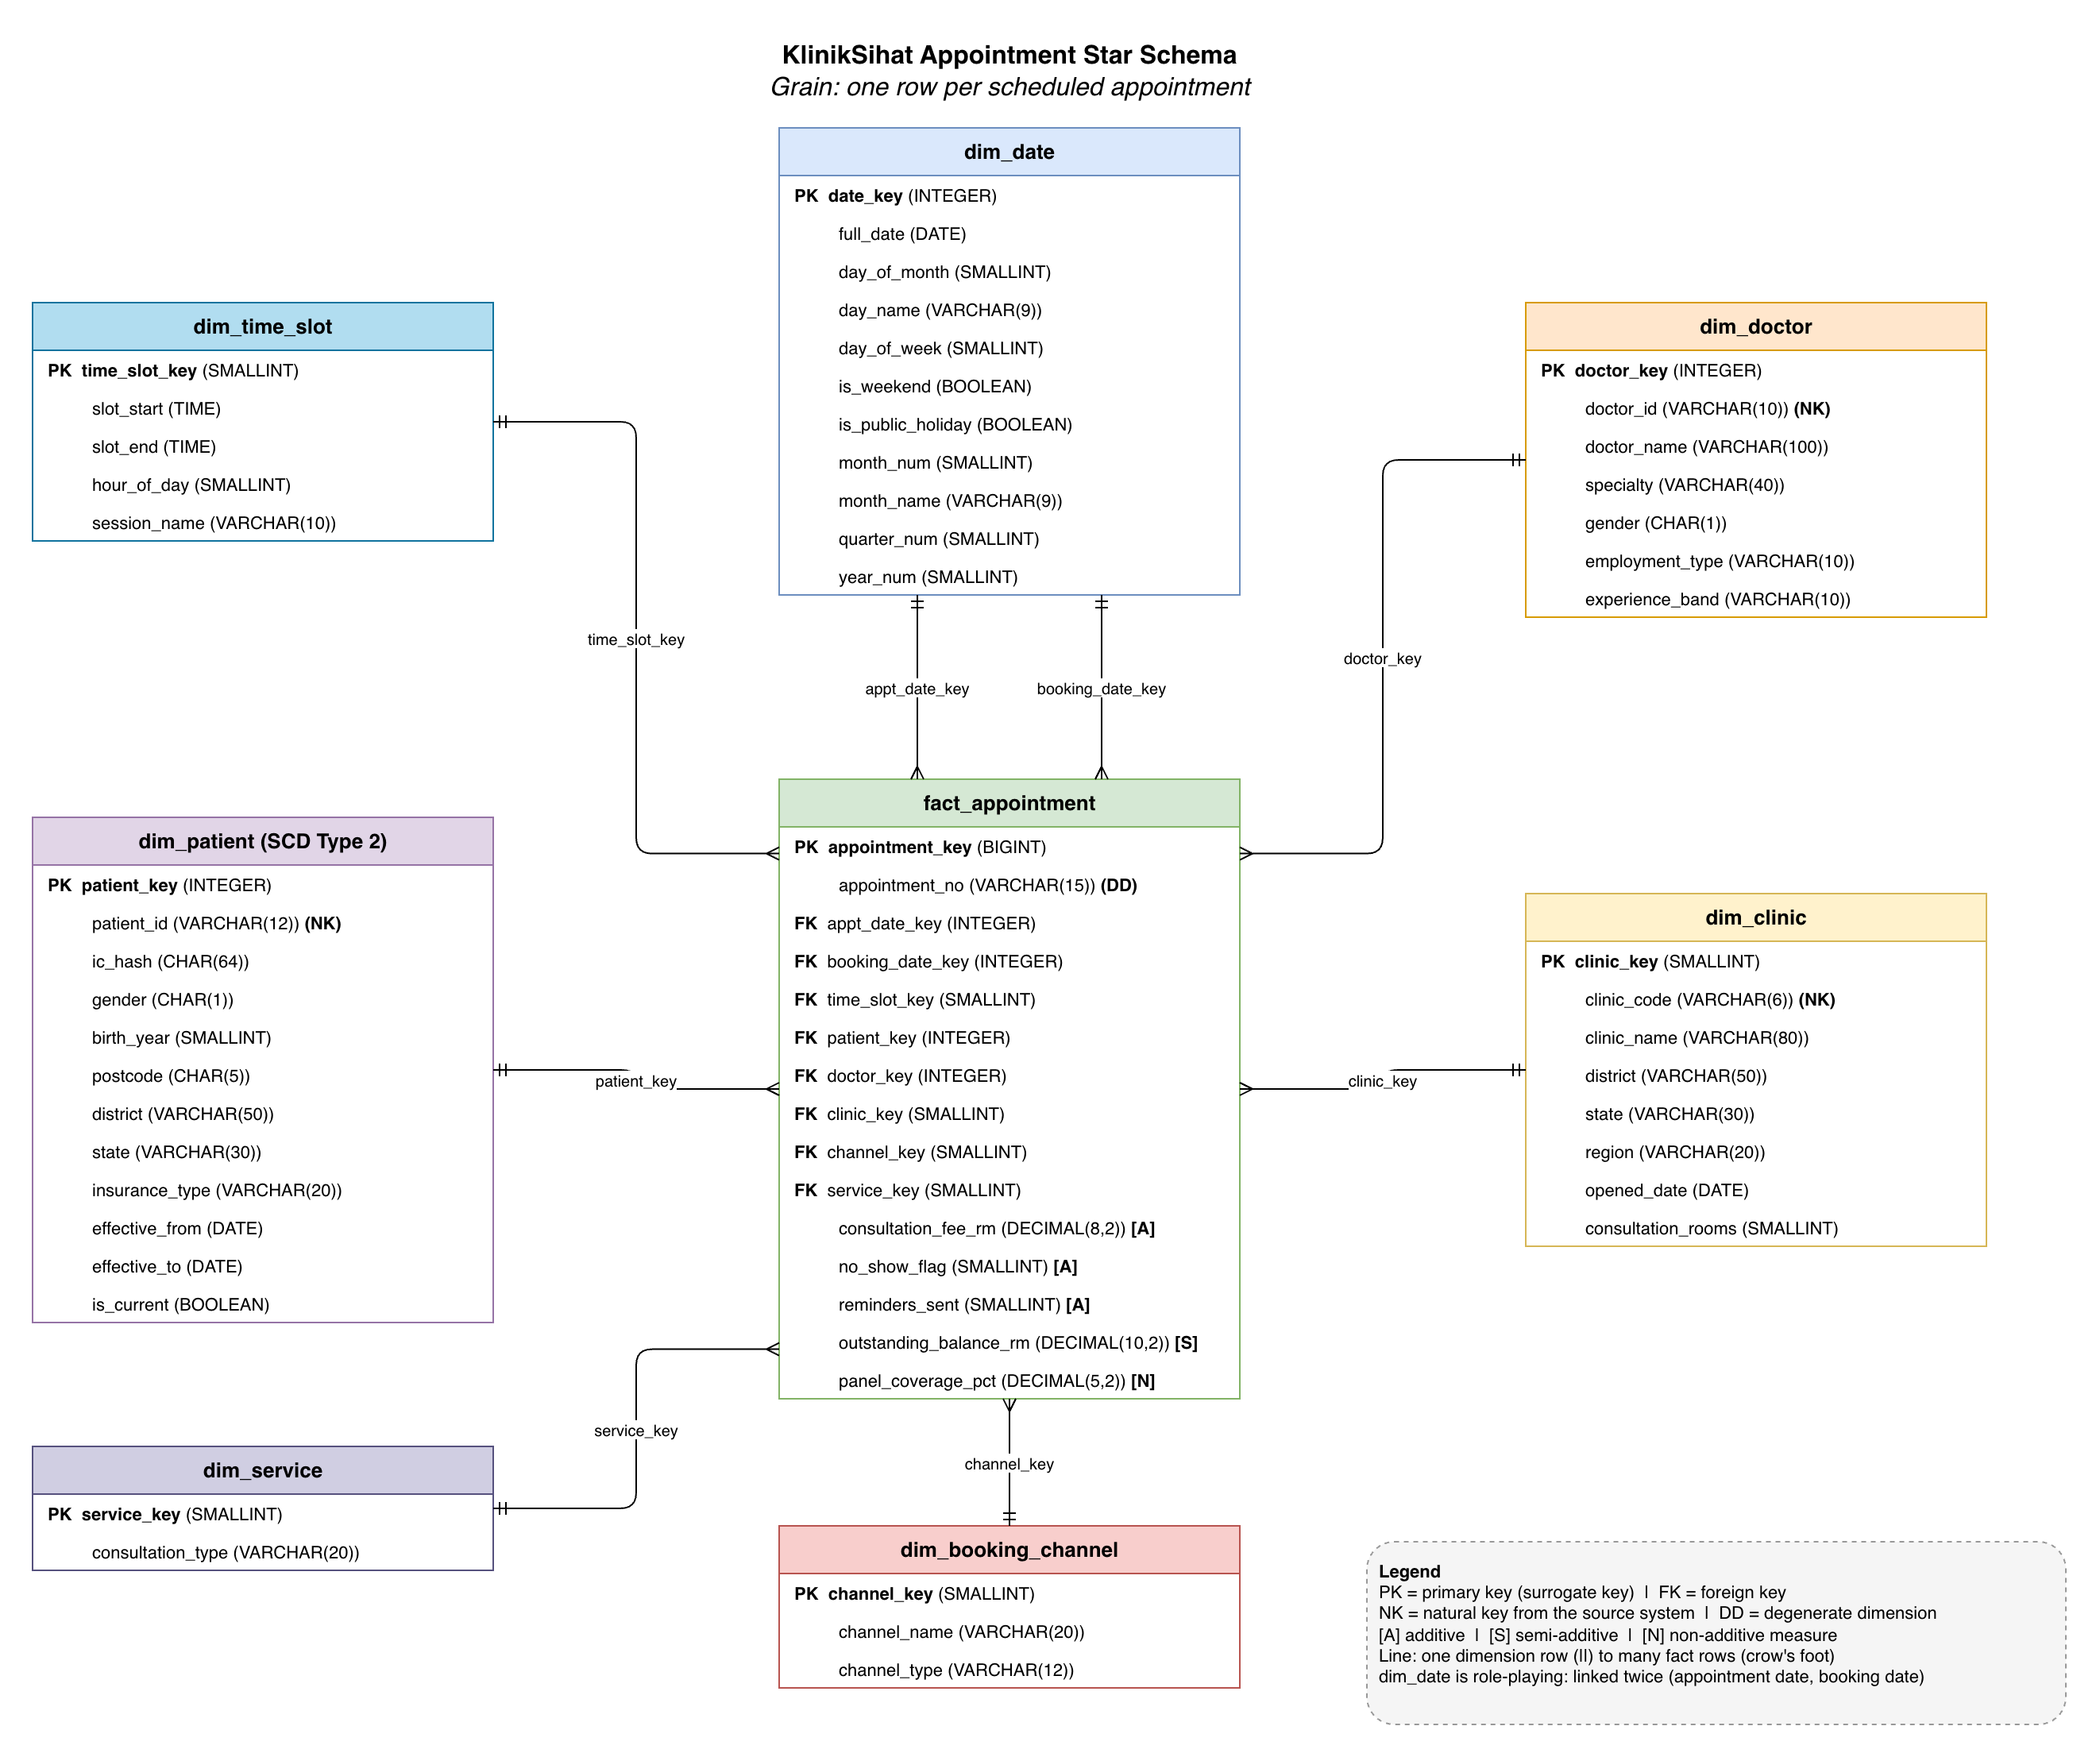 KlinikSihat Appointment Star Schema
Grain: one row per scheduled appointment
dim_date
PK date_key (INTEGER)
full_date (DATE)
day_of_month (SMALLINT)
day_name (VARCHAR(9))
day_of_week (SMALLINT)
is_weekend (BOOLEAN)
is_public_holiday (BOOLEAN)
month_num (SMALLINT)
month_name (VARCHAR(9))
quarter_num (SMALLINT)
year_num (SMALLINT)
dim_time_slot
PK time_slot_key (SMALLINT)
slot_start (TIME)
slot_end (TIME)
hour_of_day (SMALLINT)
session_name (VARCHAR(10))
dim_doctor
PK doctor_key (INTEGER)
doctor_id (VARCHAR(10)) (NK)
doctor_name (VARCHAR(100))
specialty (VARCHAR(40))
gender (CHAR(1))
employment_type (VARCHAR(10))
experience_band (VARCHAR(10))
time_slot_key
appt_date_key
booking_date_key
doctor_key
dim_patient (SCD Type 2)
PK patient_key (INTEGER)
patient_id (VARCHAR(12)) (NK)
ic_hash (CHAR(64))
gender (CHAR(1))
birth_year (SMALLINT)
postcode (CHAR(5))
district (VARCHAR(50))
state (VARCHAR(30))
insurance_type (VARCHAR(20))
effective_from (DATE)
effective_to (DATE)
is_current (BOOLEAN)
patient_key
fact_appointment
PK appointment_key (BIGINT)
appointment_no (VARCHAR(15)) (DD)
FK appt_date_key (INTEGER)
FK booking_date_key (INTEGER)
FK time_slot_key (SMALLINT)
FK patient_key (INTEGER)
FK doctor_key (INTEGER)
FK clinic_key (SMALLINT)
FK channel_key (SMALLINT)
FK service_key (SMALLINT)
consultation_fee_rm (DECIMAL(8,2)) [A]
no_show_flag (SMALLINT) [A]
reminders_sent (SMALLINT) [A]
outstanding_balance_rm (DECIMAL(10,2)) [S]
panel_coverage_pct (DECIMAL(5,2)) [N]
clinic_key
dim_clinic
PK clinic_key (SMALLINT)
clinic_code (VARCHAR(6)) (NK)
clinic_name (VARCHAR(80))
district (VARCHAR(50))
state (VARCHAR(30))
region (VARCHAR(20))
opened_date (DATE)
consultation_rooms (SMALLINT)
service_key
channel_key
dim_service
PK service_key (SMALLINT)
consultation_type (VARCHAR(20))
dim_booking_channel
PK channel_key (SMALLINT)
channel_name (VARCHAR(20))
channel_type (VARCHAR(12))
Legend
PK = primary key (surrogate key) | FK = foreign key
NK = natural key from the source system | DD = degenerate dimension
[A] additive | [S] semi-additive | [N] non-additive measure
Line: one dimension row (II) to many fact rows (crow's foot)
dim_date is role-playing: linked twice (appointment date, booking date)